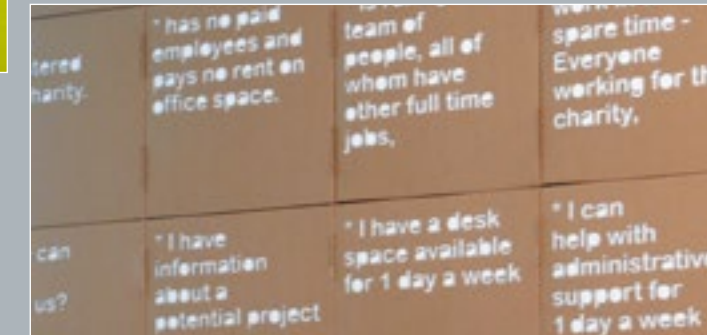 tered
harity.
* has no paid
employees and
pays no rent on
office space.
team of
people, all of
whom have
other full time
jobs,
spare time -
Everyone
working for th
charity,
can
us?
* I have
information
about a
potential project
* I have a desk
space available
for 1 day a week
* I can
help with
administrative
support for
1 day a week